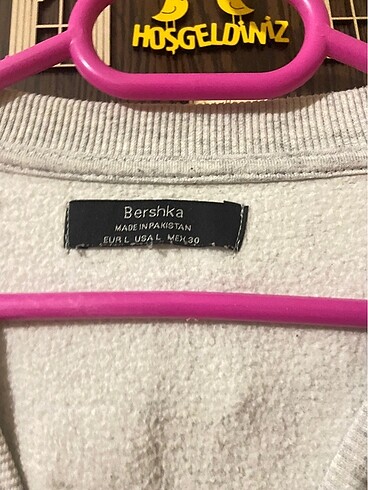 HOŞGELDİNİZ
Bershka
MADE IN PAKISTAN
EUR L USA L MEX 30